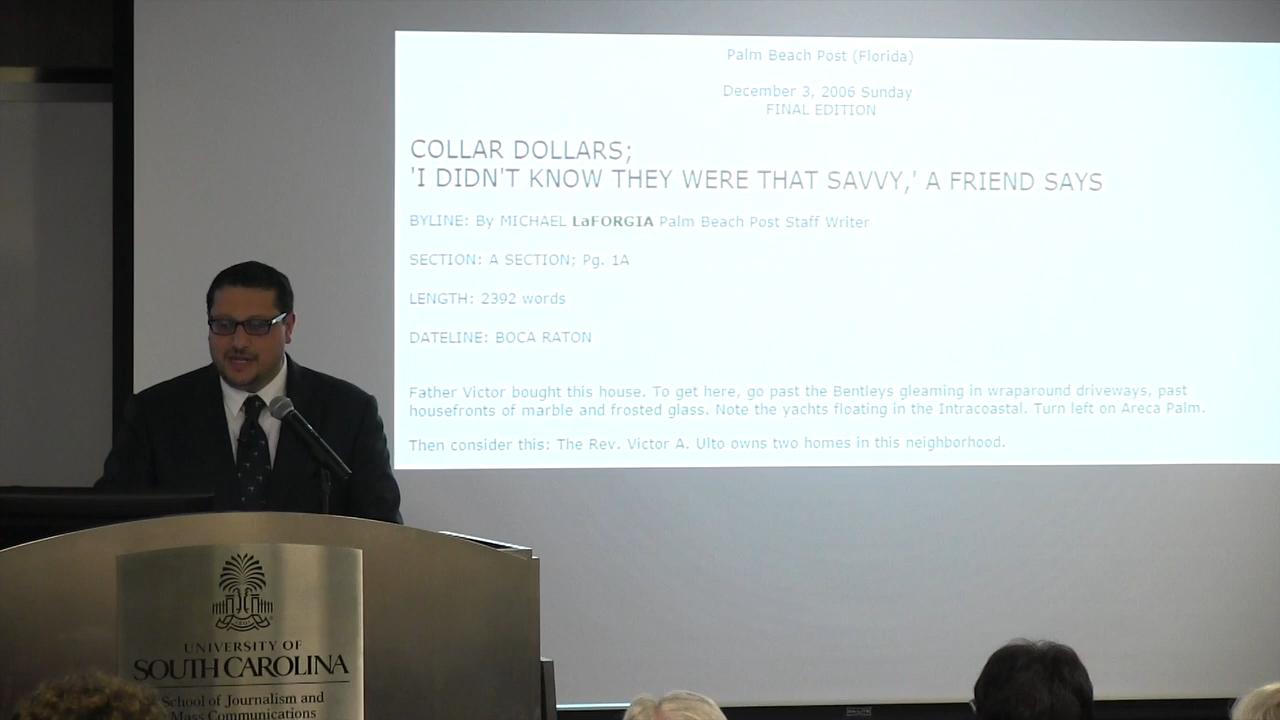 Palm Beach Post (Florida)
December 3, 2006 Sunday
FINAL EDITION
COLLAR DOLLARS;
'I DIDN'T KNOW THEY WERE THAT SAVVY,' A FRIEND SAYS
BYLINE: By MICHAEL LaFORGIA Palm Beach Post Staff Writer
SECTION: A SECTION; Pg. 1A
LENGTH: 2392 words
DATELINE: BOCA RATON
Father Victor bought this house. To get here, go past the Bentleys gleaming in wraparound driveways, past
housefronts of marble and frosted glass. Note the yachts floating in the Intracoastal. Turn left on Areca Palm.
Then consider this: The Rev. Victor A. Ulto owns two homes in this neighborhood.
UNIVERSITY OF
SOUTH CAROLINA
School of Journalism and
Mass Communications